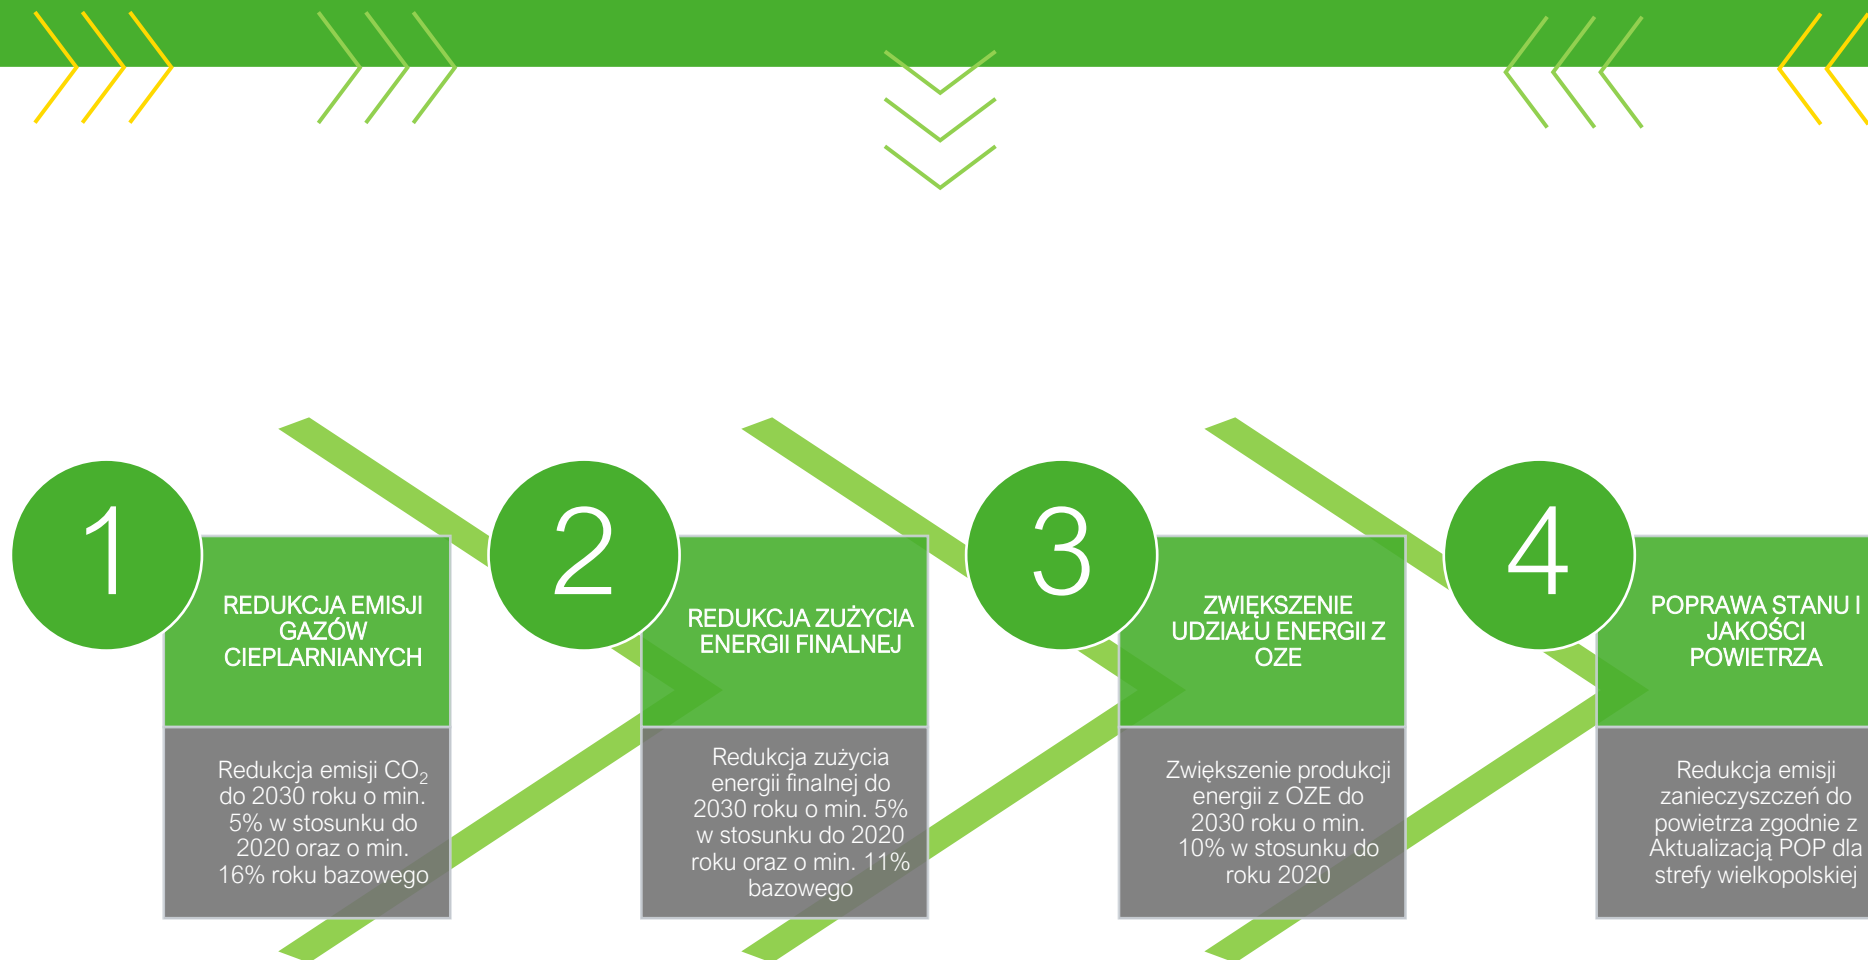 1
REDUKCJA EMISJI
GAZÓW
CIEPLARNIANYCH
Redukcja emisji CO₂
do 2030 roku o min.
5% w stosunku do
2020 oraz o min.
16% roku bazowego
2
REDUKCJA ZUŻYCIA
ENERGII FINALNEJ
Redukcja zużycia
energii finalnej do
2030 roku o min. 5%
w stosunku do 2020
roku oraz o min. 11%
bazowego
3
ZWIĘKSZENIE
UDZIAŁU ENERGII Z
OZE
Zwiększenie produkcji
energii z OZE do
2030 roku o min.
10% w stosunku do
roku 2020
4
POPRAWA STANU I
JAKOŚCI
POWIETRZA
Redukcja emisji
zanieczyszczeń do
powietrza zgodnie z
Aktualizacją POP dla
strefy wielkopolskiej